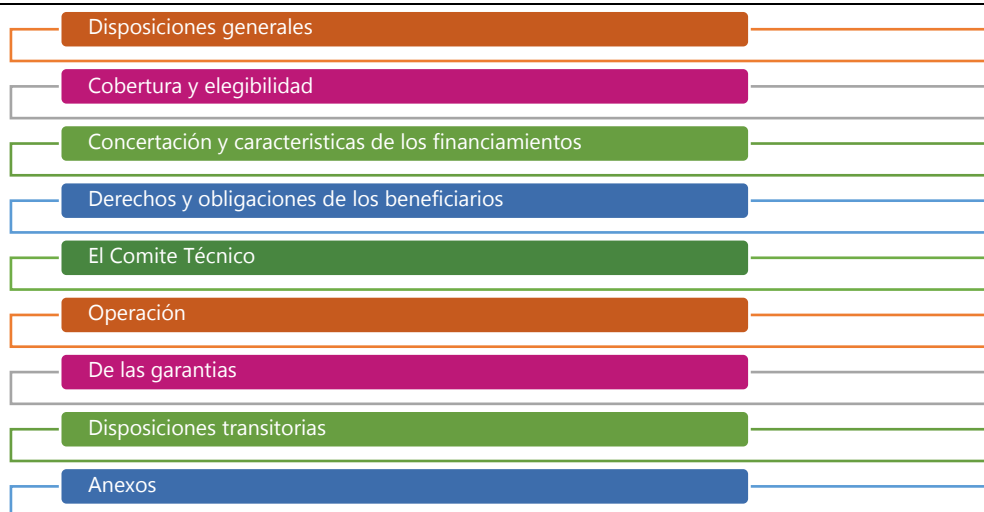 Disposiciones generales
Cobertura y elegibilidad
Concertación y caracteristicas de los financiamientos
Derechos y obligaciones de los beneficiarios
El Comite Técnico
Operación
De las garantias
Disposiciones transitorias
Anexos